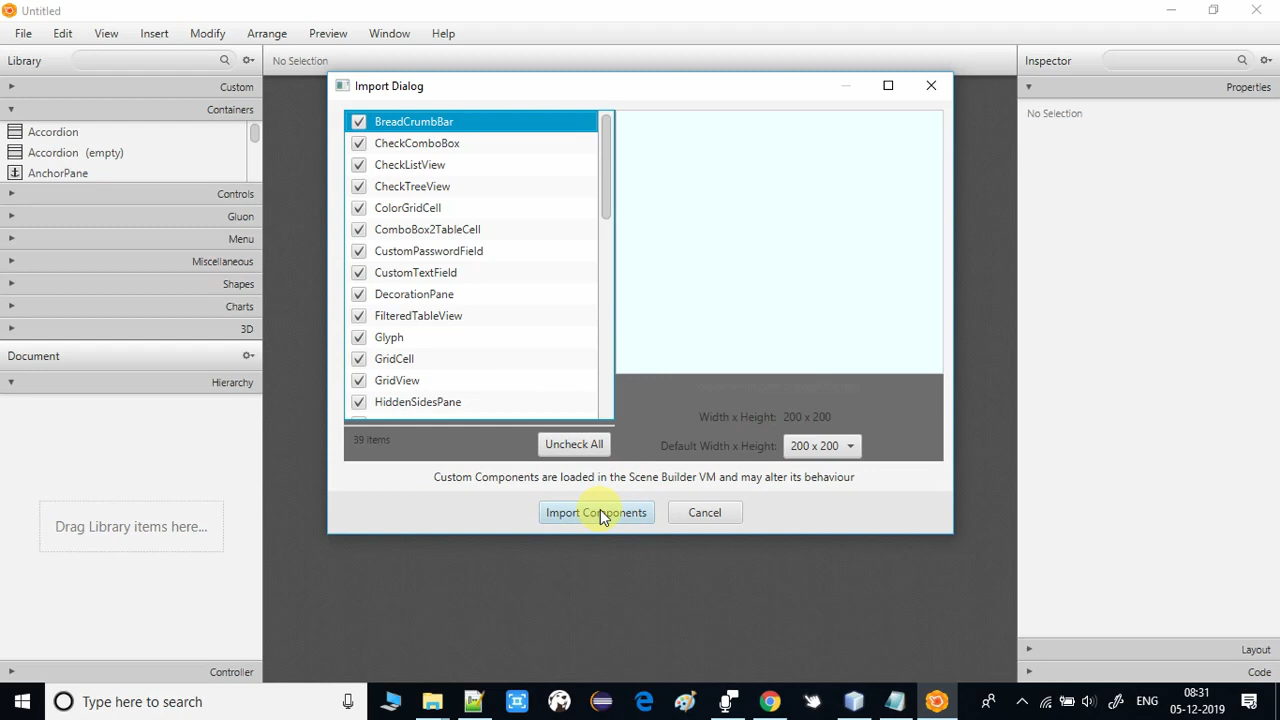 Untitled
File Edit View Insert Modify Arrange Preview Window Help
Library
No Selection
Inspector
Custom
Properties
Containers
No Selection
Accordion
Accordion (empty)
AnchorPane
Controls
Gluon
Menu
Miscellaneous
Shapes
Charts
3D
Document
Hierarchy
Drag Library items here...
Controller
Import Dialog
BreadCrumbBar
CheckComboBox
CheckListView
CheckTreeView
ColorGridCell
ComboBox2TableCell
CustomPasswordField
CustomTextField
DecorationPane
FilteredTableView
Glyph
GridCell
GridView
HiddenSidesPane
39 items
Uncheck All
Width x Height: 200 x 200
Default Width x Height: 200 x 200
Custom Components are loaded in the Scene Builder VM and may alter its behaviour
Import Components Cancel
Layout
Code
Type here to search
ENG
08:31
05-12-2019